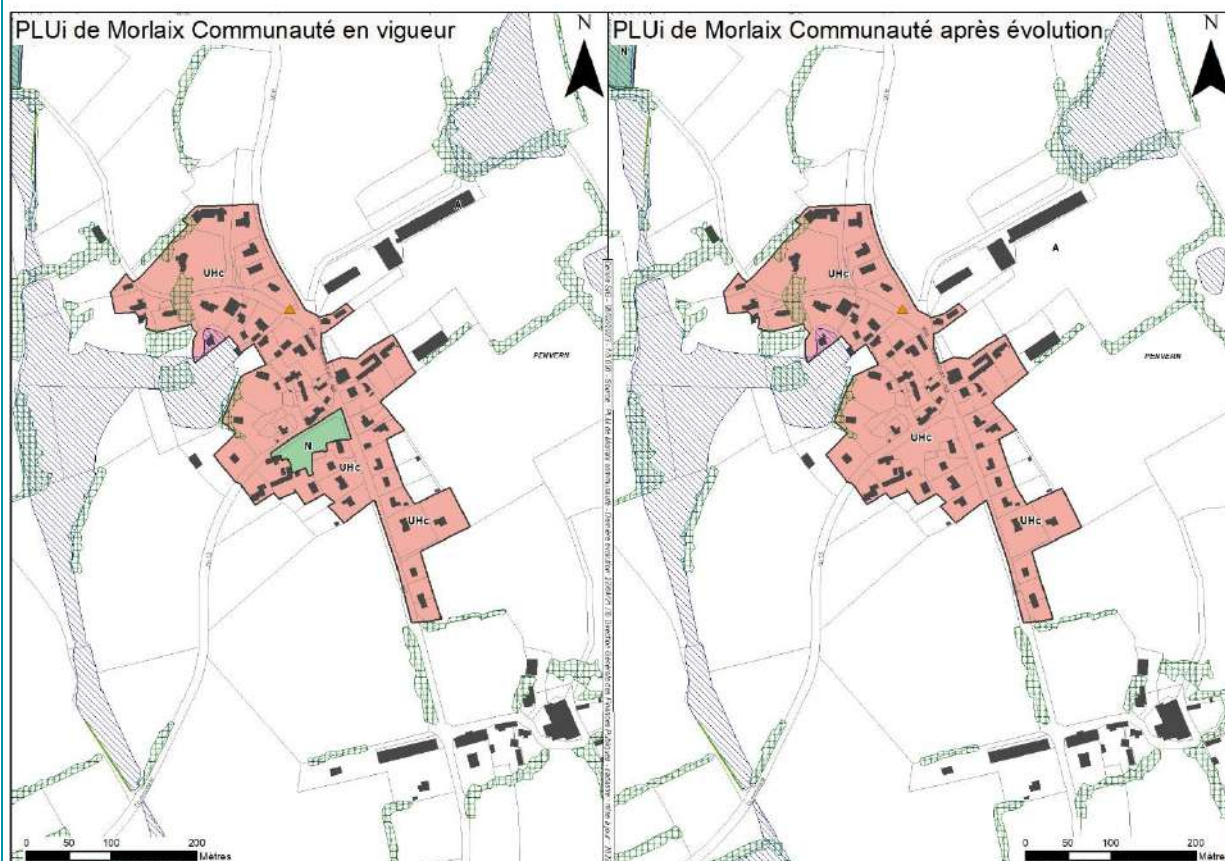 PLUi de Morlaix Communauté en vigueur
N
A
UHc
PENVERN
N
UHc
UHc
0 50 100 200
Mètres
PLUi de Morlaix Communauté après évolution
N
N
UHc
A
PENVERN
UHc
UHc
0 50 100 200
Mètres